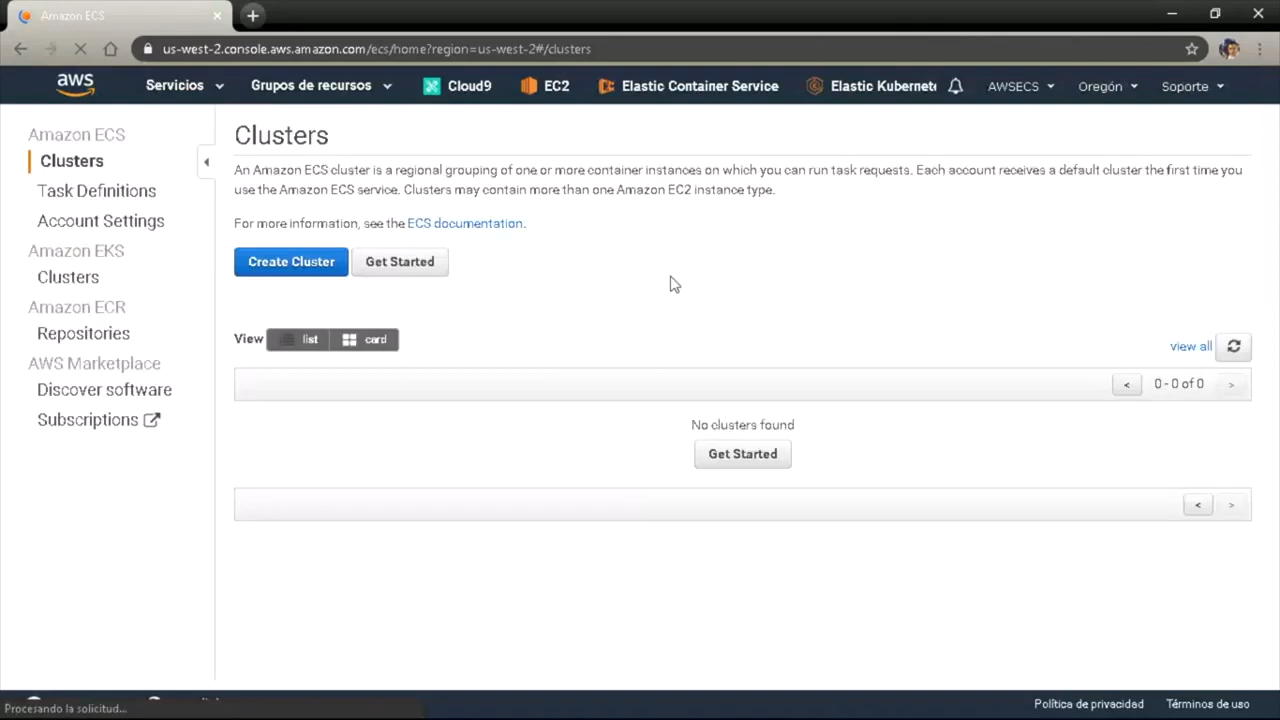 Amazon ECS
us-west-2.console.aws.amazon.com/ecs/home?region=us-west-2#/clusters
aws Servicios Grupos de recursos Cloud9 EC2 Elastic Container Service Elastic Kubernete AWSECS Oregón Soporte
Amazon ECS
Clusters
Task Definitions
Account Settings
Amazon EKS
Clusters
Amazon ECR
Repositories
AWS Marketplace
Discover software
Subscriptions
Clusters
An Amazon ECS cluster is a regional grouping of one or more container instances on which you can run task requests. Each account receives a default cluster the first time you
use the Amazon ECS service. Clusters may contain more than one Amazon EC2 instance type.
For more information, see the ECS documentation.
Create Cluster Get Started
View list card
view all
< 0 - 0 of 0 >
No clusters found
Get Started
< >
Procesando la solicitud...
Política de privacidad Términos de uso